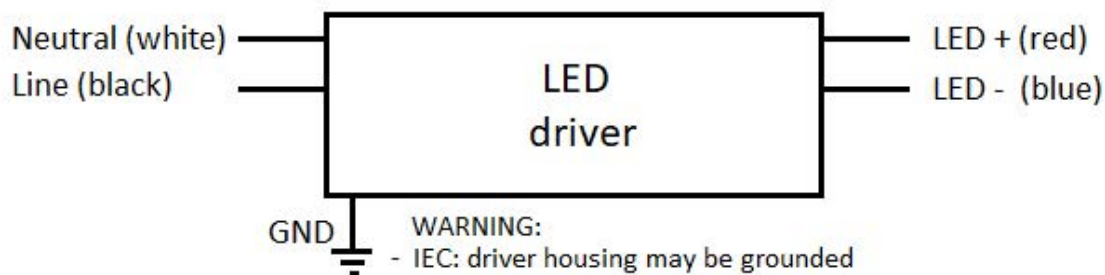 Neutral (white)
Line (black)
LED
driver
LED + (red)
LED - (blue)
GND
WARNING:
- IEC: driver housing may be grounded